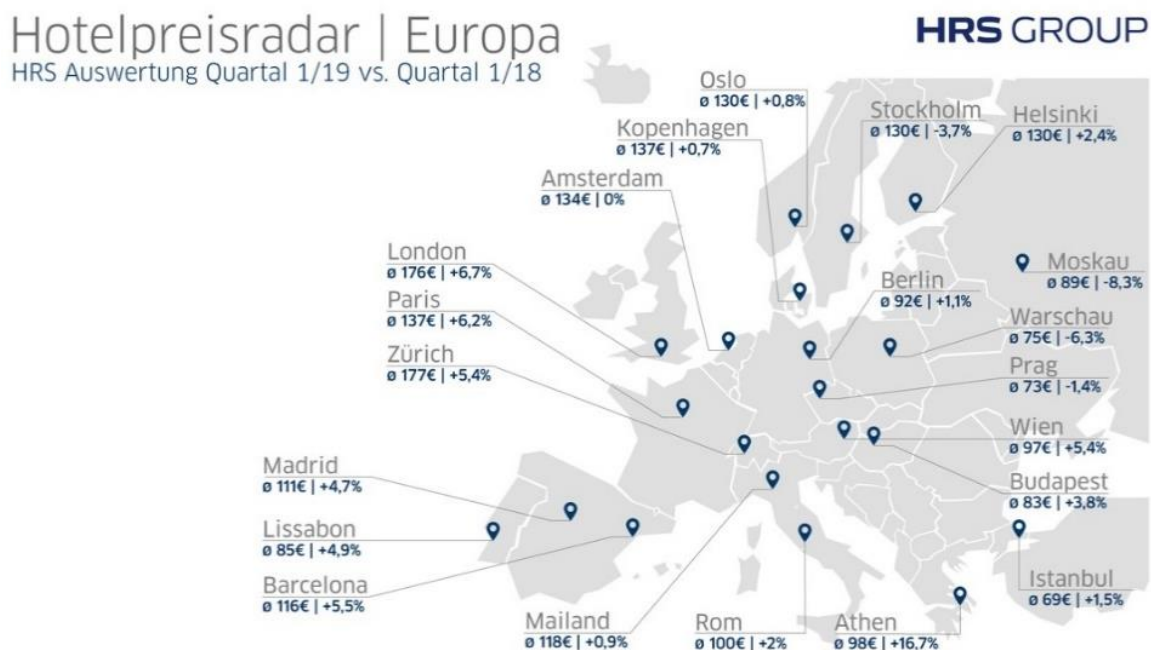 Hotelpreisradar | Europa
HRS GROUP
HRS Auswertung Quartal 1/19 vs. Quartal 1/18
Oslo
ø 130€ | +0,8%
Stockholm
ø 130€ | -3,7%
Helsinki
ø 130€ | +2,4%
Kopenhagen
ø 137€ | +0,7%
Amsterdam
ø 134€ | 0%
London
ø 176€ | +6,7%
Paris
ø 137€ | +6,2%
Zürich
ø 177€ | +5,4%
Moskau
ø 89€ | -8,3%
Berlin
ø 92€ | +1,1%
Warschau
ø 75€ | -6,3%
Prag
ø 73€ | -1,4%
Wien
ø 97€ | +5,4%
Budapest
ø 83€ | +3,8%
Madrid
ø 111€ | +4,7%
Lissabon
ø 85€ | +4,9%
Barcelona
ø 116€ | +5,5%
Mailand
ø 118€ | +0,9%
Rom
ø 100€ | +2%
Athen
ø 98€ | +16,7%
Istanbul
ø 69€ | +1,5%